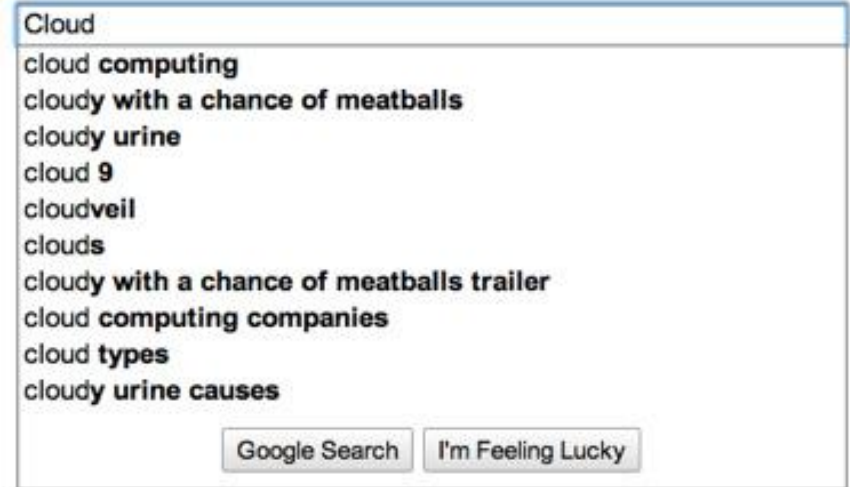 Cloud
cloud computing
cloudy with a chance of meatballs
cloudy urine
cloud 9
cloudveil
clouds
cloudy with a chance of meatballs trailer
cloud computing companies
cloud types
cloudy urine causes
Google Search I'm Feeling Lucky